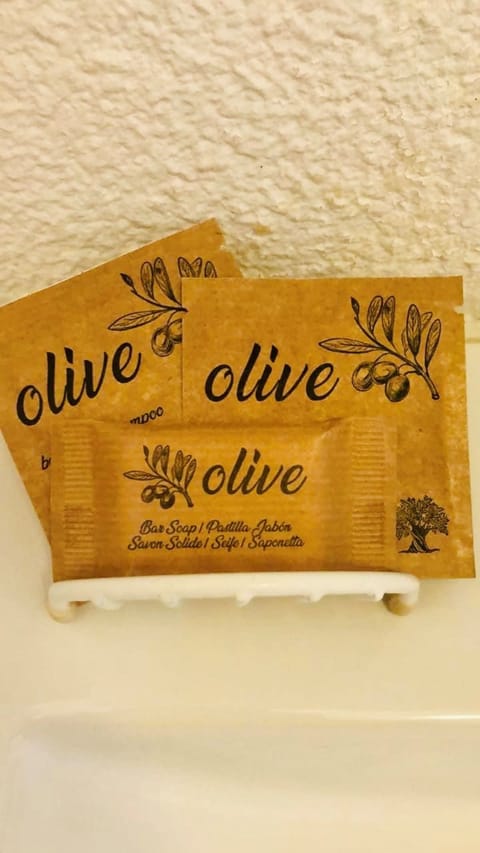 olive
olive
olive
Bar Soap / Pastilla Jabón
Savon Solide / Seife / Saponetta